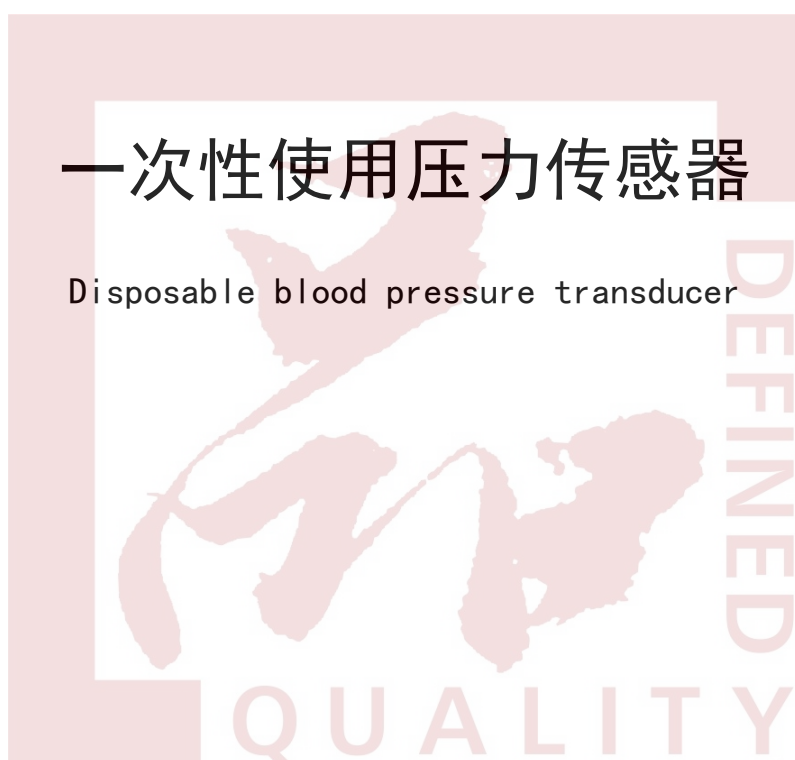 一次性使用压力传感器
Disposable blood pressure transducer
DEFINED
QUALITY